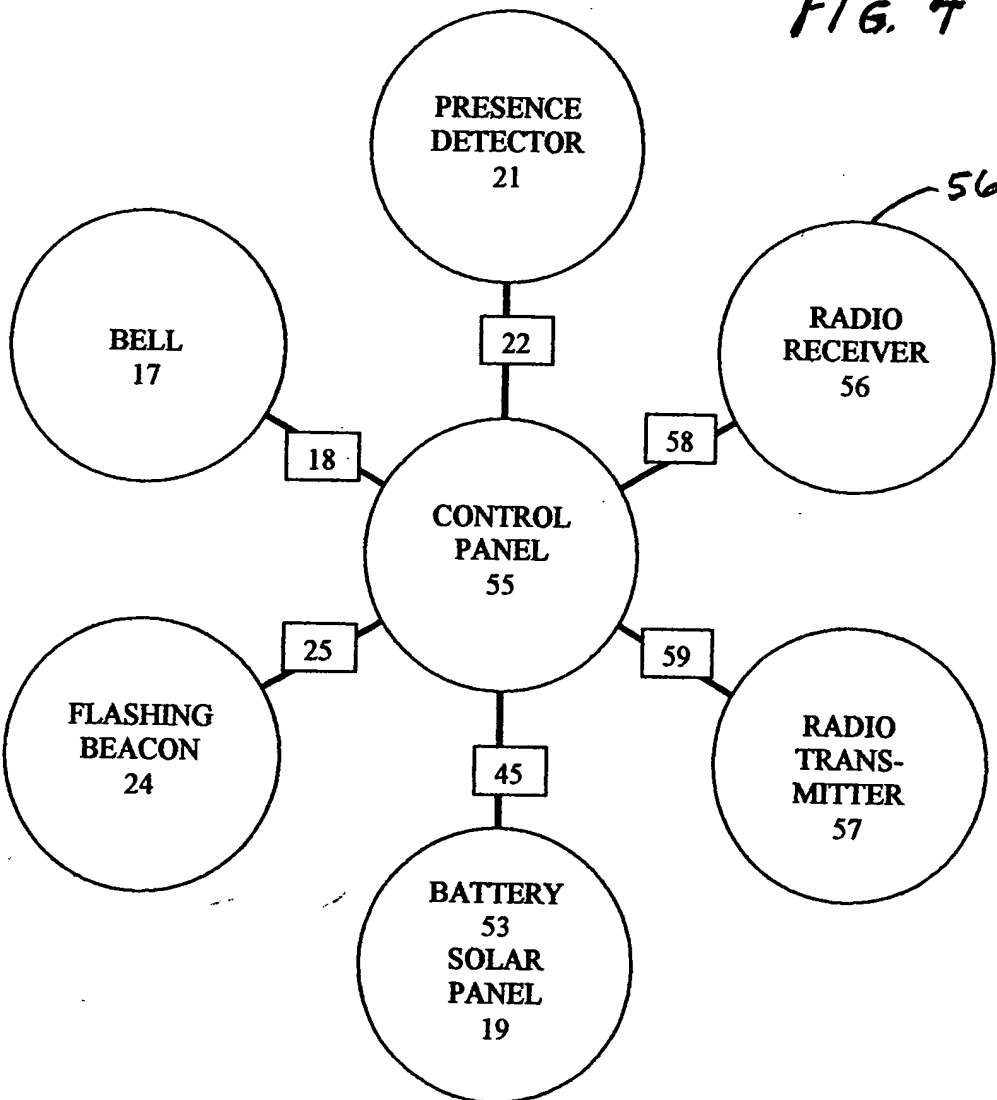 FIG. 4
PRESENCE
DETECTOR
21
56
BELL
17
22
RADIO
RECEIVER
56
18
58
CONTROL
PANEL
55
25
59
FLASHING
BEACON
24
45
RADIO
TRANS-
MITTER
57
BATTERY
53
SOLAR
PANEL
19